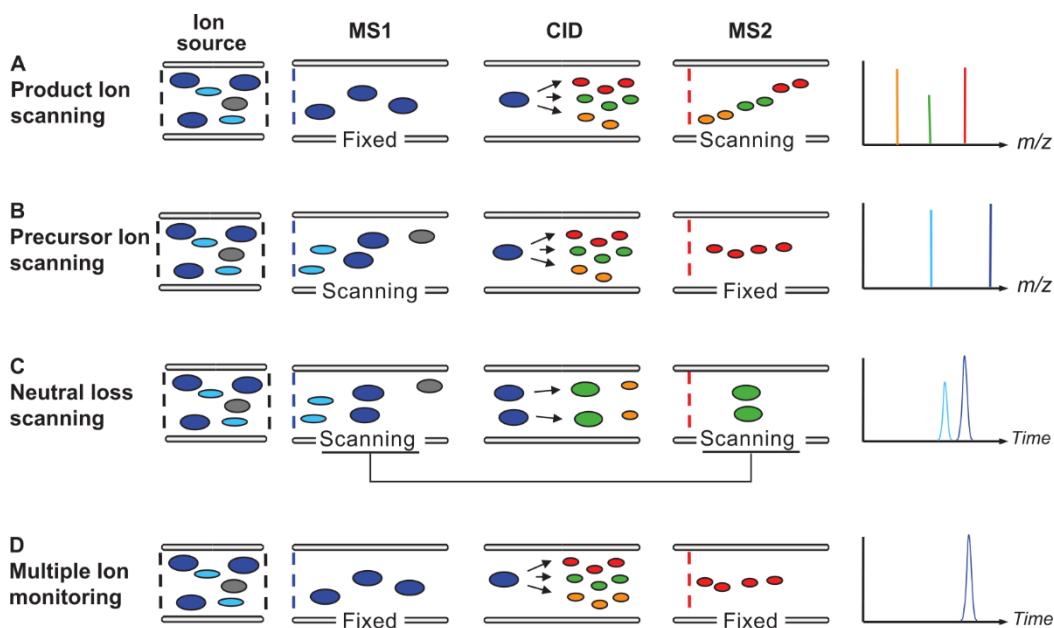 Ion
source
MS1
CID
MS2
A
Product Ion
scanning
Fixed
Scanning
m/z
B
Precursor Ion
scanning
Scanning
Fixed
m/z
C
Neutral loss
scanning
Scanning
Scanning
Time
D
Multiple Ion
monitoring
Fixed
Fixed
Time